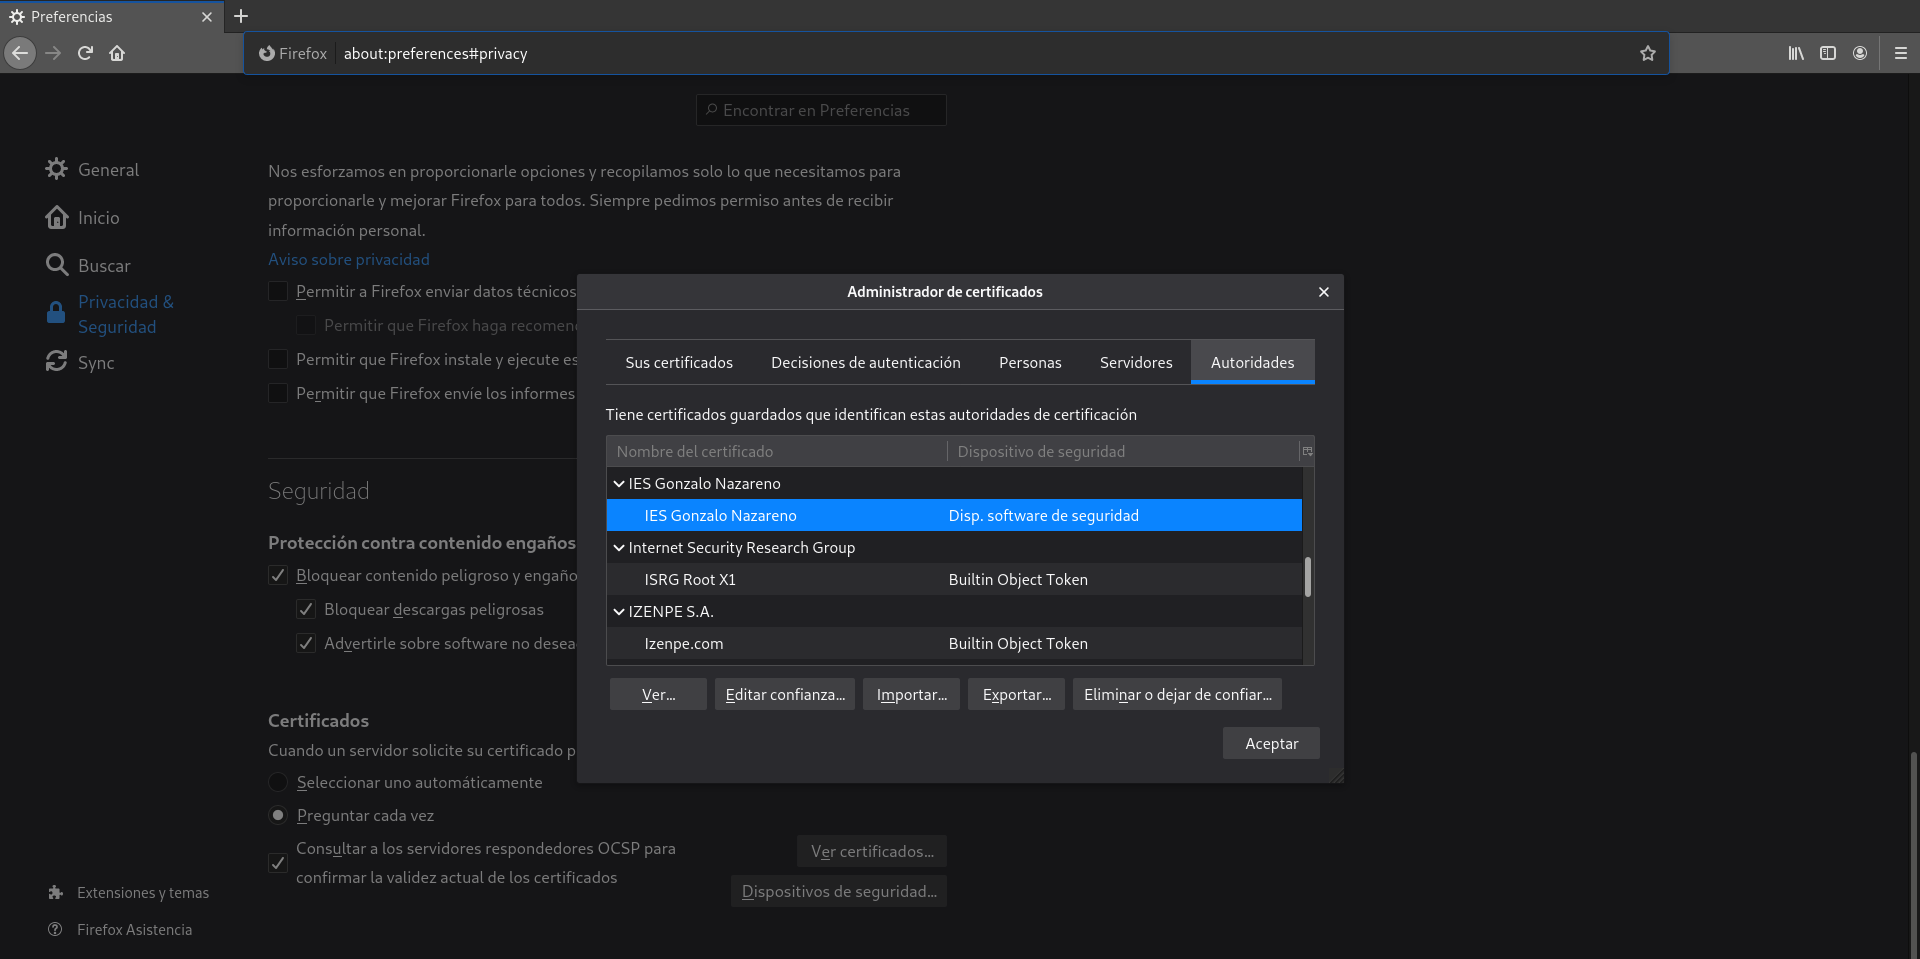 Preferencias
Firefox
about:preferences#privacy
Encontrar en Preferencias
General
Inicio
Buscar
Privacidad &
Seguridad
Sync
Extensiones y temas
Firefox Asistencia
Nos esforzamos en proporcionarle opciones y recopilamos solo lo que necesitamos para
proporcionarle y mejorar Firefox para todos. Siempre pedimos permiso antes de recibir
información personal.
Aviso sobre privacidad
Permitir a Firefox enviar datos técnicos
Permitir que Firefox haga
Permitir que Firefox instale y ejecute
Permitir que Firefox envíe los informes
Seguridad
Protección contra contenido
Bloquear contenido peligroso y
Bloquear descargas peligrosas
Advertirle sobre software no
Certificados
Cuando un servidor solicite su certificado
Seleccionar uno automáticamente
Preguntar cada vez
Consultar a los servidores respondedores OCSP para
confirmar la validez actual de los certificados
Ver certificados...
Dispositivos de seguridad...
Administrador de certificados
Sus certificados
Decisiones de autenticación
Personas
Servidores
Autoridades
Tiene certificados guardados que identifican estas autoridades de certificación
Nombre del certificado
Dispositivo de seguridad
IES Gonzalo Nazareno
IES Gonzalo Nazareno Disp. software de seguridad
Internet Security Research Group
ISRG Root X1 Builtin Object Token
IZENPE S.A.
Izenpe.com Builtin Object Token
Ver...
Editar confianza...
Importar...
Exportar...
Eliminar o dejar de confiar...
Aceptar